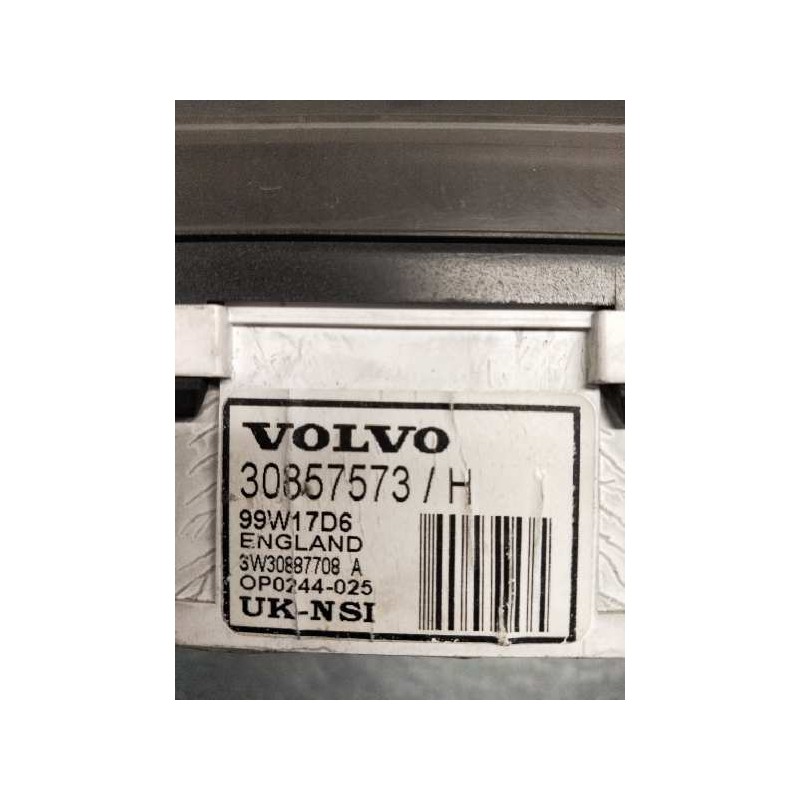 VOLVO
30857573 / H
99W17D6
ENGLAND
3W30887708 A
OP0244-025
UK-NSI